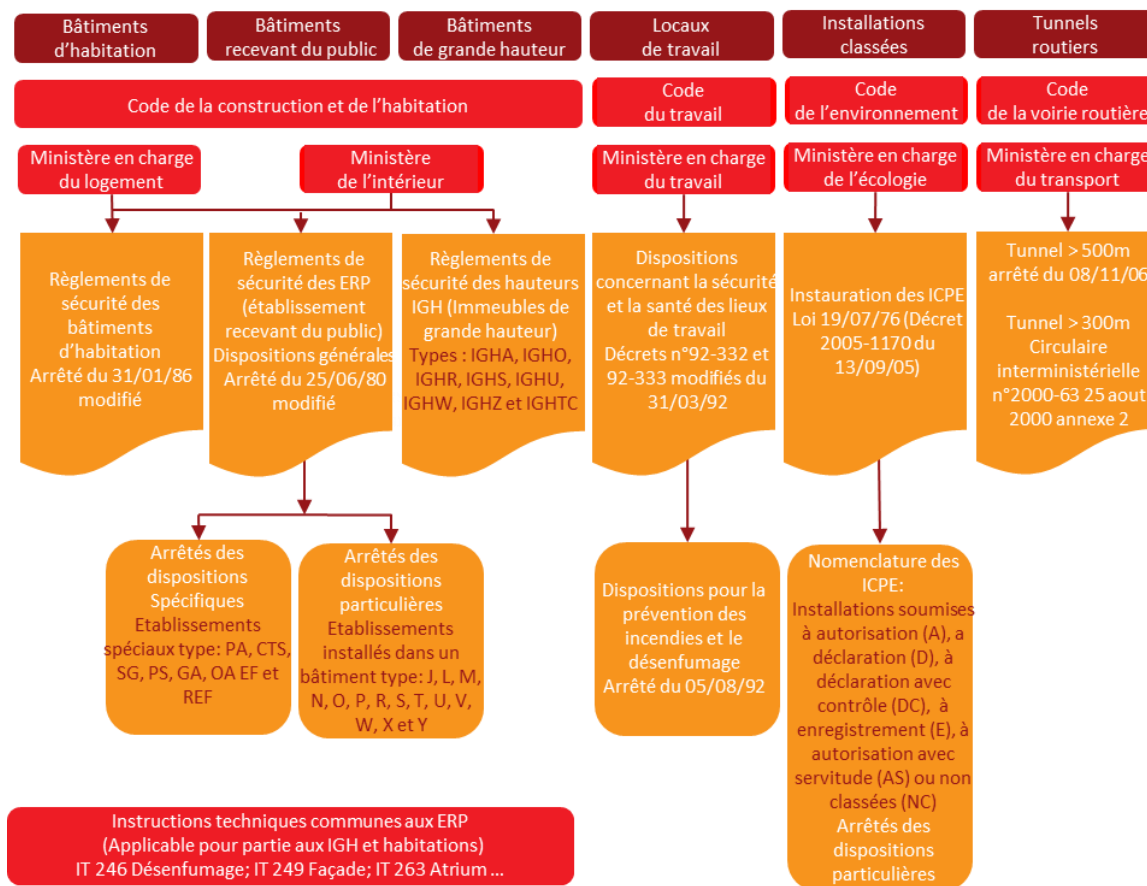 Bâtiments
d'habitation
Bâtiments
recevant du public
Bâtiments
de grande hauteur
Locaux
de travail
Installations
classées
Tunnels
routiers
Code de la construction et de l'habitation
Code
du travail
Code
de l'environnement
Code
de la voirie routière
Ministère en charge
du logement
Ministère
de l'intérieur
Ministère en charge
du travail
Ministère en charge
de l'écologie
Ministère en charge
du transport
Règlements de
sécurité des
bâtiments
d'habitation
Arrêté du 31/01/86
modifié
Règlements de
sécurité des ERP
(établissement
recevant du public)
Dispositions générales
Arrêté du 25/06/80
modifié
Règlements de
sécurité des hauteurs
IGH (Immeubles de
grande hauteur)
Types : IGHA, IGHO,
IGHR, IGHS, IGHU,
IGHW, IGHZ et IGHTC
Dispositions
concernant la sécurité
et la santé des lieux
de travail
Décrets n°92-332 et
92-333 modifiés du
31/03/92
Instauration des ICPE
Loi 19/07/76 (Décret
2005-1170 du
13/09/05)
Tunnel > 500m
arrêté du 08/11/06
Tunnel > 300m
Circulaire
interministérielle
n°2000-63 25 aout
2000 annexe 2
Arrêtés des
dispositions
Spécifiques
Etablissements
spéciaux type: PA, CTS,
SG, PS, GA, OA EF et
REF
Arrêtés des
dispositions
particulières
Etablissements
installés dans un
bâtiment type: J, L, M,
N, O, P, R, S, T, U, V,
W, X et Y
Dispositions pour la
prévention des
incendies et le
désenfumage
Arrêté du 05/08/92
Nomenclature des
ICPE:
Installations soumises
à autorisation (A), a
déclaration (D), à
déclaration avec
contrôle (DC), à
enregistrement (E), à
autorisation avec
servitude (AS) ou non
classées (NC)
Arrêtés des
dispositions
particulières
Instructions techniques communes aux ERP
(Applicable pour partie aux IGH et habitations)
IT 246 Désenfumage; IT 249 Façade; IT 263 Atrium ...